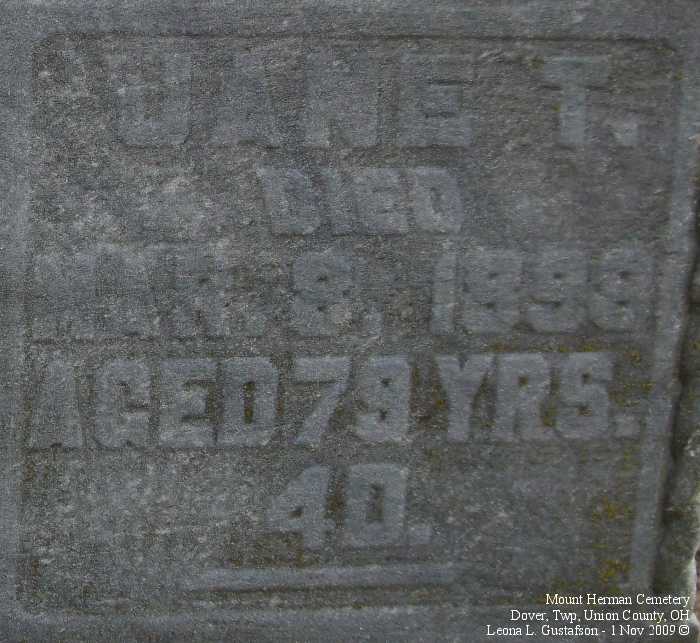 JANE T.
DIED
MAR. 9, 1899
AGED 79 YRS.
4 D.
Mount Herman Cemetery
Dover, Twp, Union County, OH
Leona L. Gustafson - 1 Nov 2009 ©